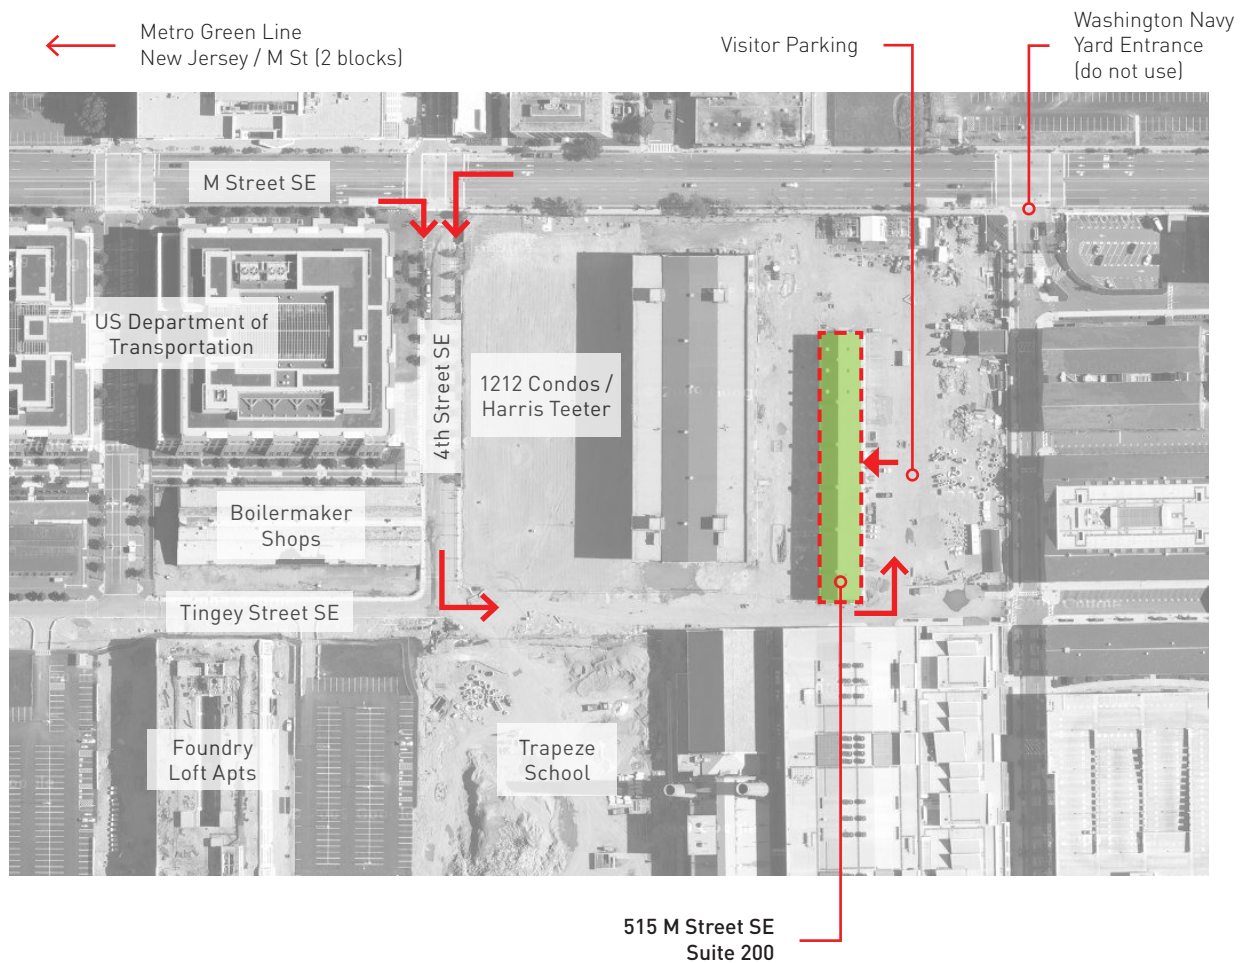 Metro Green Line
New Jersey / M St (2 blocks)
Visitor Parking
Washington Navy
Yard Entrance
(do not use)
M Street SE
US Department of
Transportation
4th Street SE
1212 Condos /
Harris Teeter
Boilermaker
Shops
Tingey Street SE
Foundry
Loft Apts
Trapeze
School
515 M Street SE
Suite 200